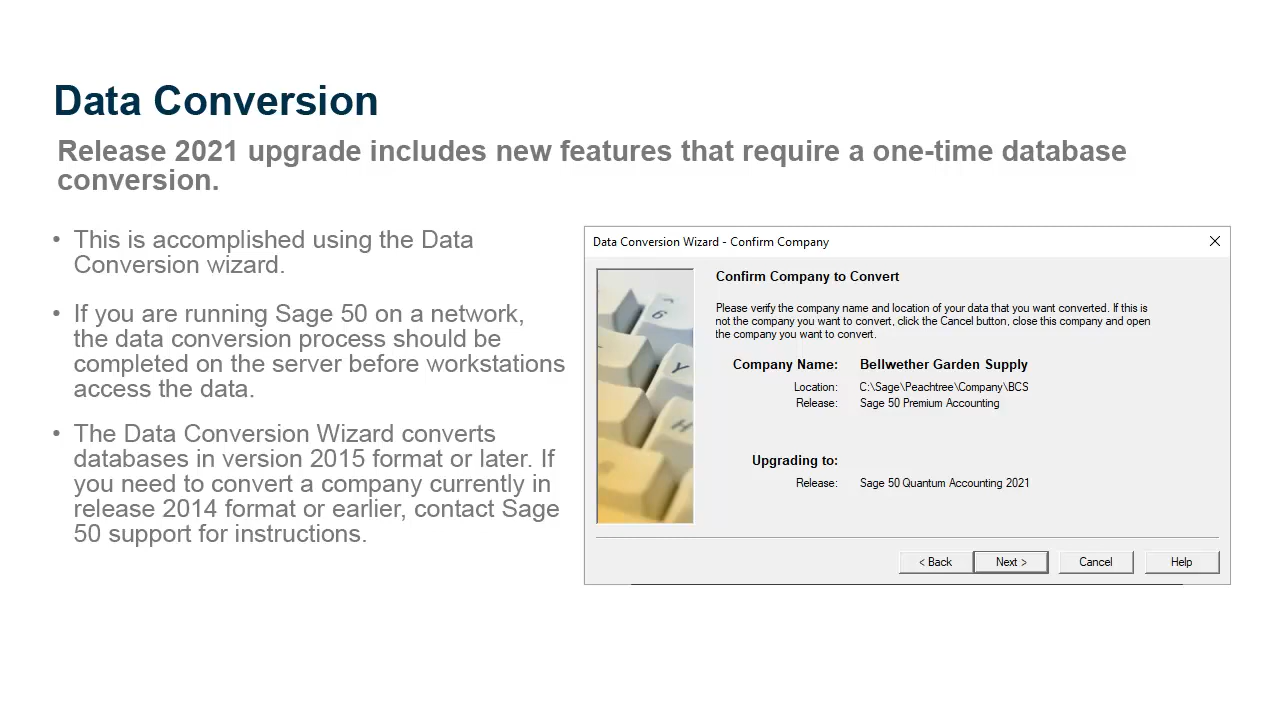 Data Conversion
Release 2021 upgrade includes new features that require a one-time database
conversion.
• This is accomplished using the Data
Conversion wizard.
• If you are running Sage 50 on a network,
the data conversion process should be
completed on the server before workstations
access the data.
• The Data Conversion Wizard converts
databases in version 2015 format or later. If
you need to convert a company currently in
release 2014 format or earlier, contact Sage
50 support for instructions.
Data Conversion Wizard - Confirm Company
Confirm Company to Convert
Please verify the company name and location of your data that you want converted. If this is
not the company you want to convert, click the Cancel button, close this company and open
the company you want to convert.
Company Name: Bellwether Garden Supply
Location: C:\Sage\Peachtree\Company\BCS
Release: Sage 50 Premium Accounting
Upgrading to:
Release: Sage 50 Quantum Accounting 2021
6
Y
H
< Back Next > Cancel Help